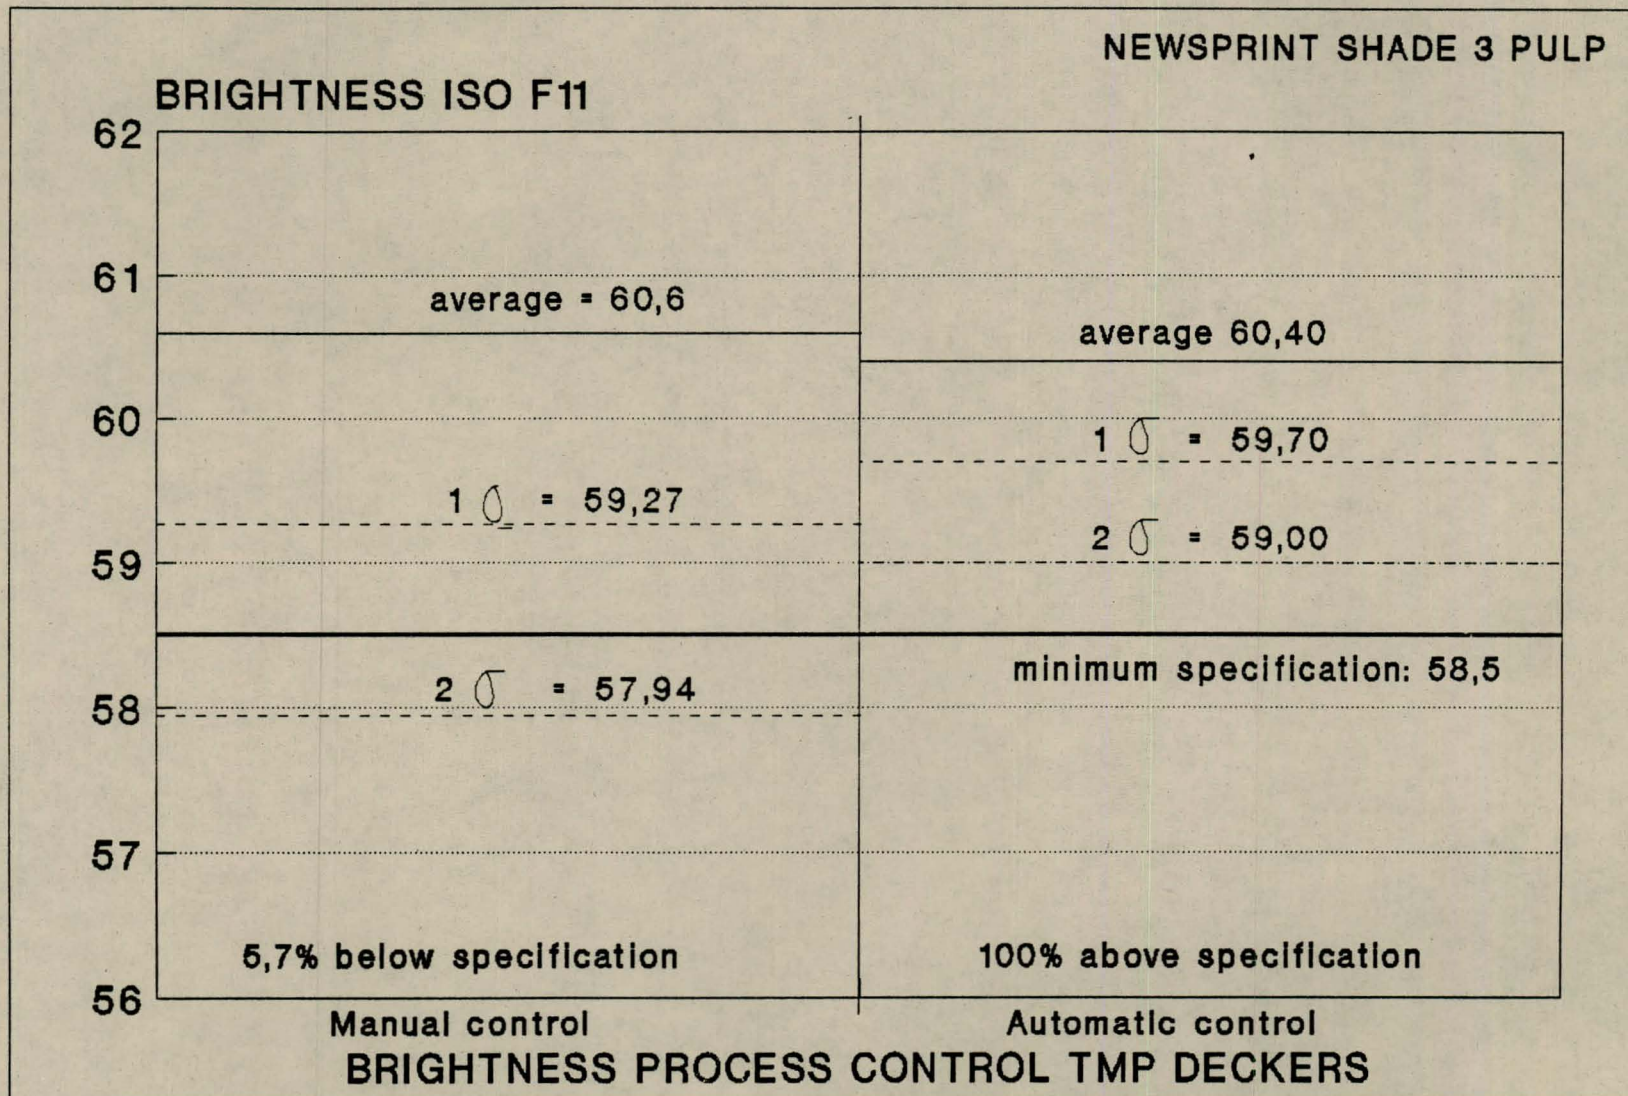 NEWSPRINT SHADE 3 PULP
BRIGHTNESS ISO F11
62
61
average = 60,6
average 60,40
60
1 σ = 59,70
1 σ = 59,27
2 σ = 59,00
59
minimum specification: 58,5
2 σ = 57,94
58
57
5,7% below specification
100% above specification
56
Manual control
Automatic control
BRIGHTNESS PROCESS CONTROL TMP DECKERS